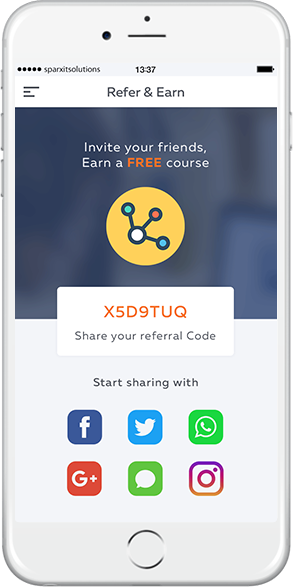 sparxitsolutions 13:37
Refer & Earn
Invite your friends,
Earn a FREE course
X5D9TUQ
Share your referral Code
Start sharing with
f
G+